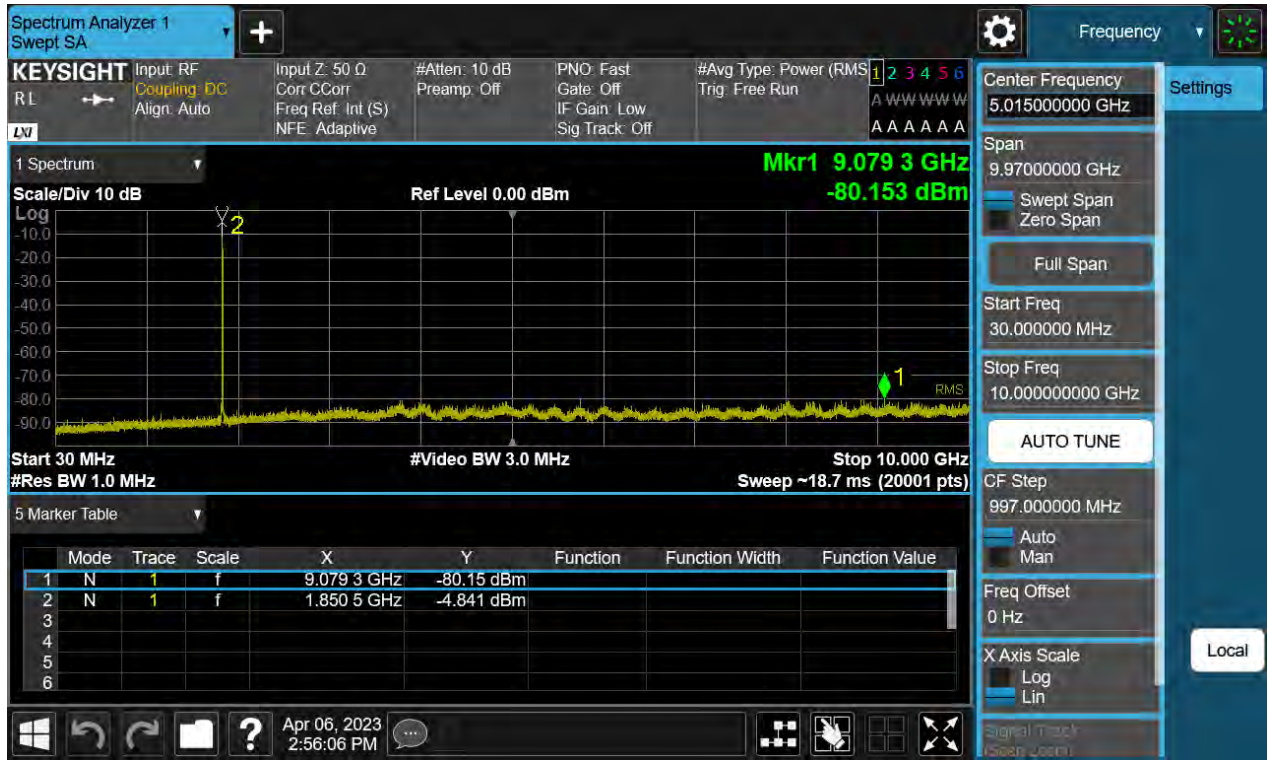 Spectrum Analyzer 1
Swept SA
+
Frequency
KEYSIGHT
RL
LXI
Input: RF
Coupling: DC
Align: Auto
Input Z: 50 Ω
Corr CCorr
Freq Ref: Int (S)
NFE: Adaptive
#Atten: 10 dB
Preamp: Off
PNO: Fast
Gate: Off
IF Gain: Low
Sig Track: Off
#Avg Type: Power (RMS
Trig: Free Run
1 2 3 4 5 6
A W W W W W
A A A A A A
1 Spectrum
Mkr1 9.079 3 GHz
-80.153 dBm
Scale/Div 10 dB
Ref Level 0.00 dBm
Log
-10.0
-20.0
-30.0
-40.0
-50.0
-60.0
-70.0
-80.0
-90.0
2
1
RMS
Start 30 MHz
#Video BW 3.0 MHz
Stop 10.000 GHz
#Res BW 1.0 MHz
Sweep ~18.7 ms (20001 pts)
5 Marker Table
Mode Trace Scale X Y Function Function Width Function Value
1 N 1 f 9.079 3 GHz -80.15 dBm
2 N 1 f 1.850 5 GHz -4.841 dBm
3
4
5
6
Center Frequency
5.015000000 GHz
Settings
Span
9.97000000 GHz
Swept Span
Zero Span
Full Span
Start Freq
30.000000 MHz
Stop Freq
10.000000000 GHz
AUTO TUNE
CF Step
997.000000 MHz
Auto
Man
Freq Offset
0 Hz
X Axis Scale
Log
Lin
Local
Signal Track
(Span Zoom)
?
Apr 06, 2023
2:56:06 PM